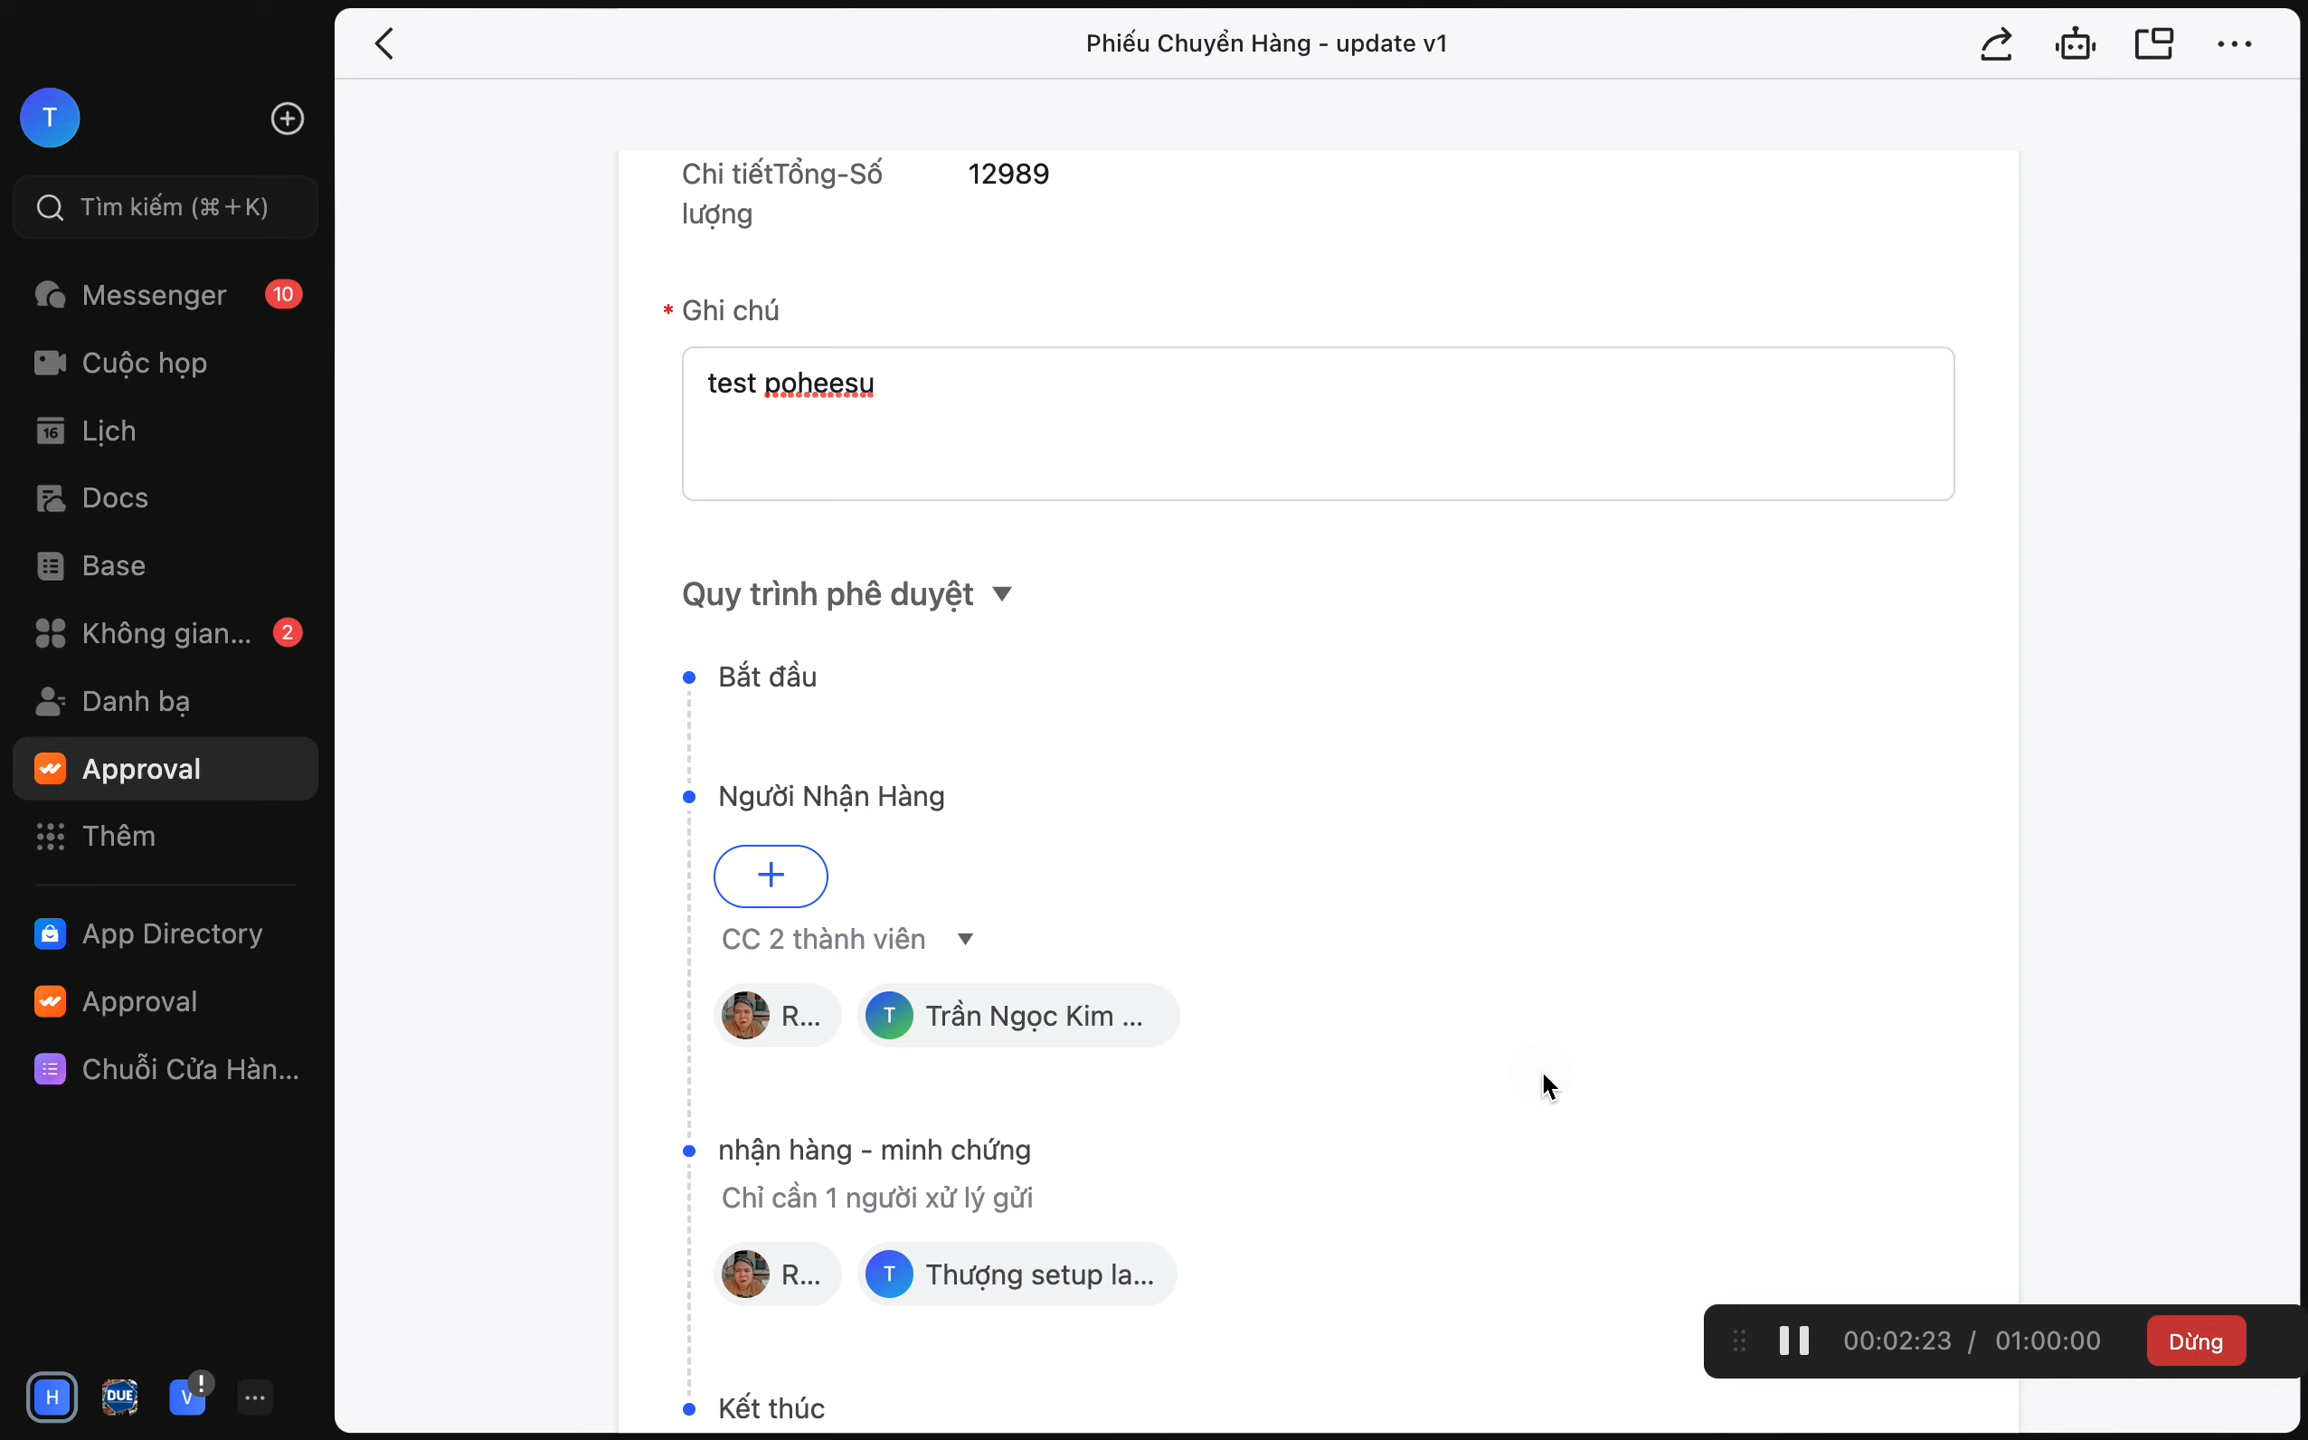 Phiếu Chuyển Hàng - update v1
T
Tìm kiếm (⌘+K)
Messenger
10
Cuộc họp
16
Lịch
Docs
Base
Không gian...
2
Danh bạ
Approval
Thêm
App Directory
Approval
Chuỗi Cửa Hàn...
H
DUE
V
!
Chi tiếtTổng-Số
lượng
12989
* Ghi chú
test poheesu
Quy trình phê duyệt
Bắt đầu
Người Nhận Hàng
CC 2 thành viên
R...
T
Trần Ngọc Kim ...
nhận hàng - minh chứng
Chỉ cần 1 người xử lý gửi
R...
T
Thượng setup la...
Kết thúc
00:02:23 / 01:00:00
Dừng